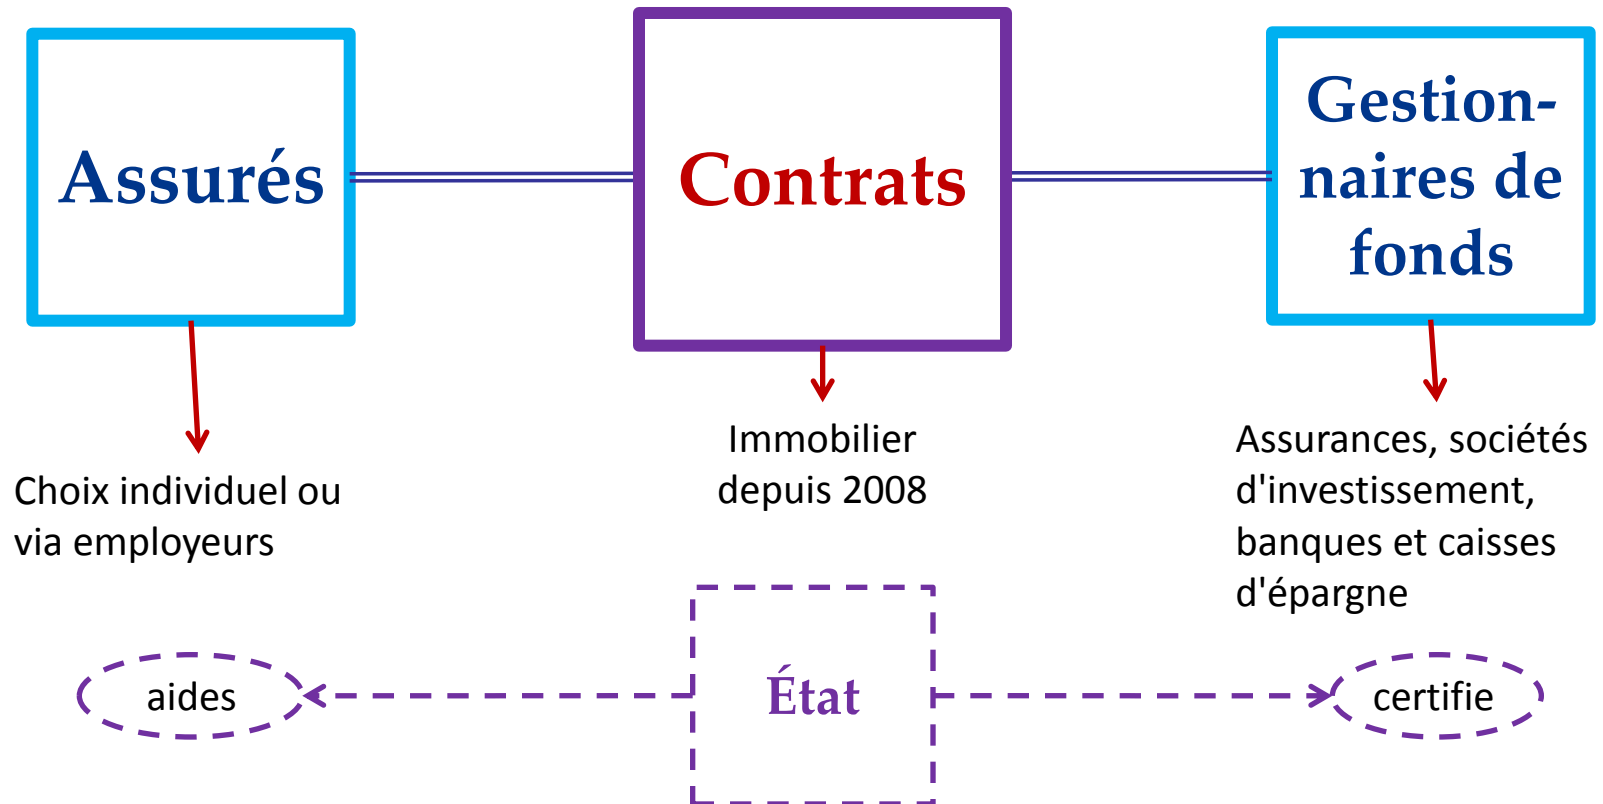 Assurés
Contrats
Gestion-
naires de
fonds
Choix individuel ou
via employeurs
Immobilier
depuis 2008
Assurances, sociétés
d'investissement,
banques et caisses
d'épargne
aides
État
certifie